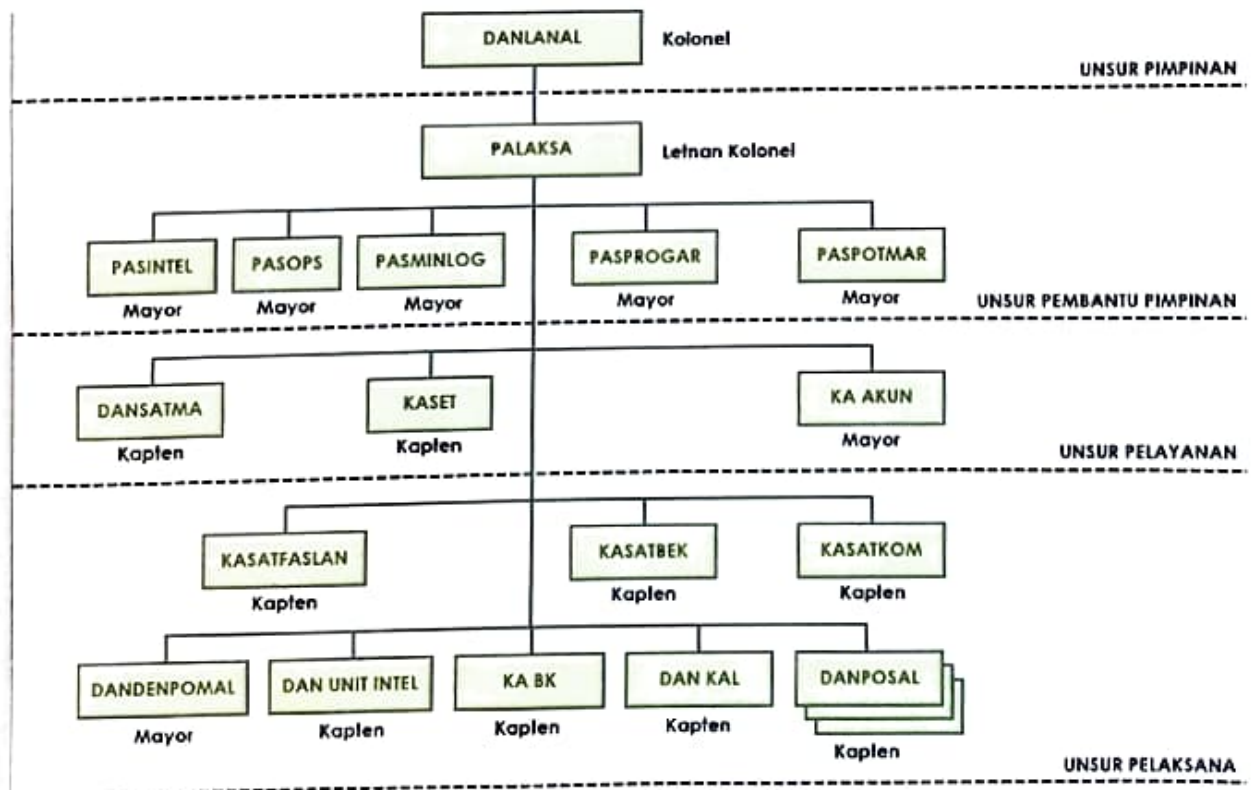 DANLANAL
Kolonel
UNSUR PIMPINAN
PALAKSA
Letnan Kolonel
PASINTEL
PASOPS
PASMINLOG
PASPROGAR
PASPOTMAR
Mayor
Mayor
Mayor
Mayor
Mayor
UNSUR PEMBANTU PIMPINAN
DANSATMA
KASET
KA AKUN
Kapten
Kapten
Mayor
UNSUR PELAYANAN
KASATFASLAN
KASATBEK
KASATKOM
Kapten
Kapten
Kapten
DANDENPOMAL
DAN UNIT INTEL
KA BK
DAN KAL
DANPOSAL
Mayor
Kapten
Kapten
Kapten
Kapten
UNSUR PELAKSANA